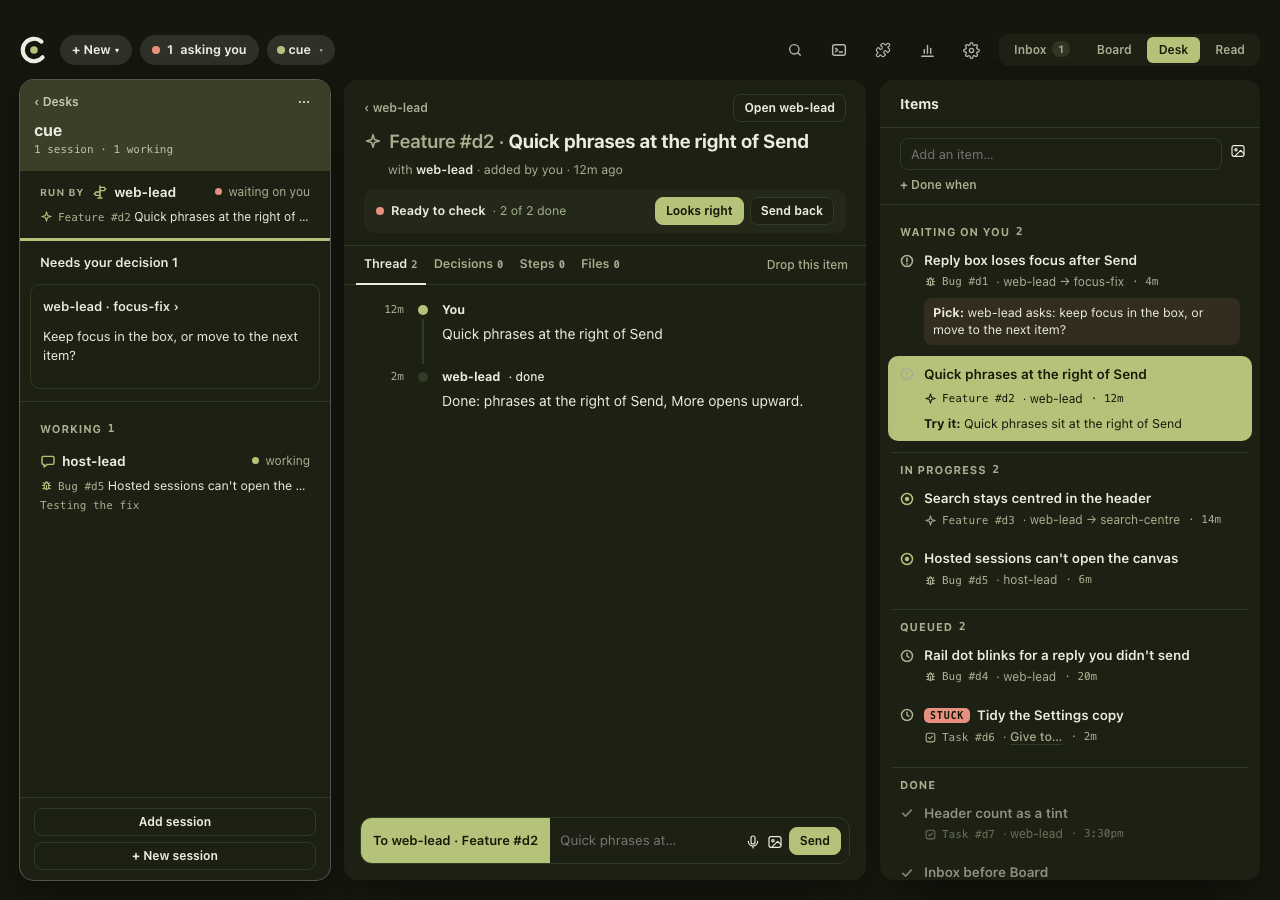 + New ▾
1 asking you
cue ·
Inbox 1
Board
Desk
Read
‹ Desks
···
cue
1 session · 1 working
RUN BY web-lead waiting on you
Feature #d2 Quick phrases at the right of ...
Needs your decision 1
web-lead · focus-fix ›
Keep focus in the box, or move to the next
item?
WORKING 1
host-lead working
Bug #d5 Hosted sessions can't open the ...
Testing the fix
Add session
+ New session
‹ web-lead
Open web-lead
Feature #d2 · Quick phrases at the right of Send
with web-lead · added by you · 12m ago
Ready to check · 2 of 2 done
Looks right
Send back
Thread 2
Decisions 0
Steps 0
Files 0
Drop this item
12m You
Quick phrases at the right of Send
2m web-lead · done
Done: phrases at the right of Send, More opens upward.
To web-lead · Feature #d2
Quick phrases at...
Send
Items
Add an item...
+ Done when
WAITING ON YOU 2
Reply box loses focus after Send
Bug #d1 · web-lead → focus-fix · 4m
Pick: web-lead asks: keep focus in the box, or
move to the next item?
Quick phrases at the right of Send
Feature #d2 · web-lead · 12m
Try it: Quick phrases sit at the right of Send
IN PROGRESS 2
Search stays centred in the header
Feature #d3 · web-lead → search-centre · 14m
Hosted sessions can't open the canvas
Bug #d5 · host-lead · 6m
QUEUED 2
Rail dot blinks for a reply you didn't send
Bug #d4 · web-lead · 20m
STUCK Tidy the Settings copy
Task #d6 · Give to... · 2m
DONE
Header count as a tint
Task #d7 · web-lead · 3:30pm
Inbox before Board